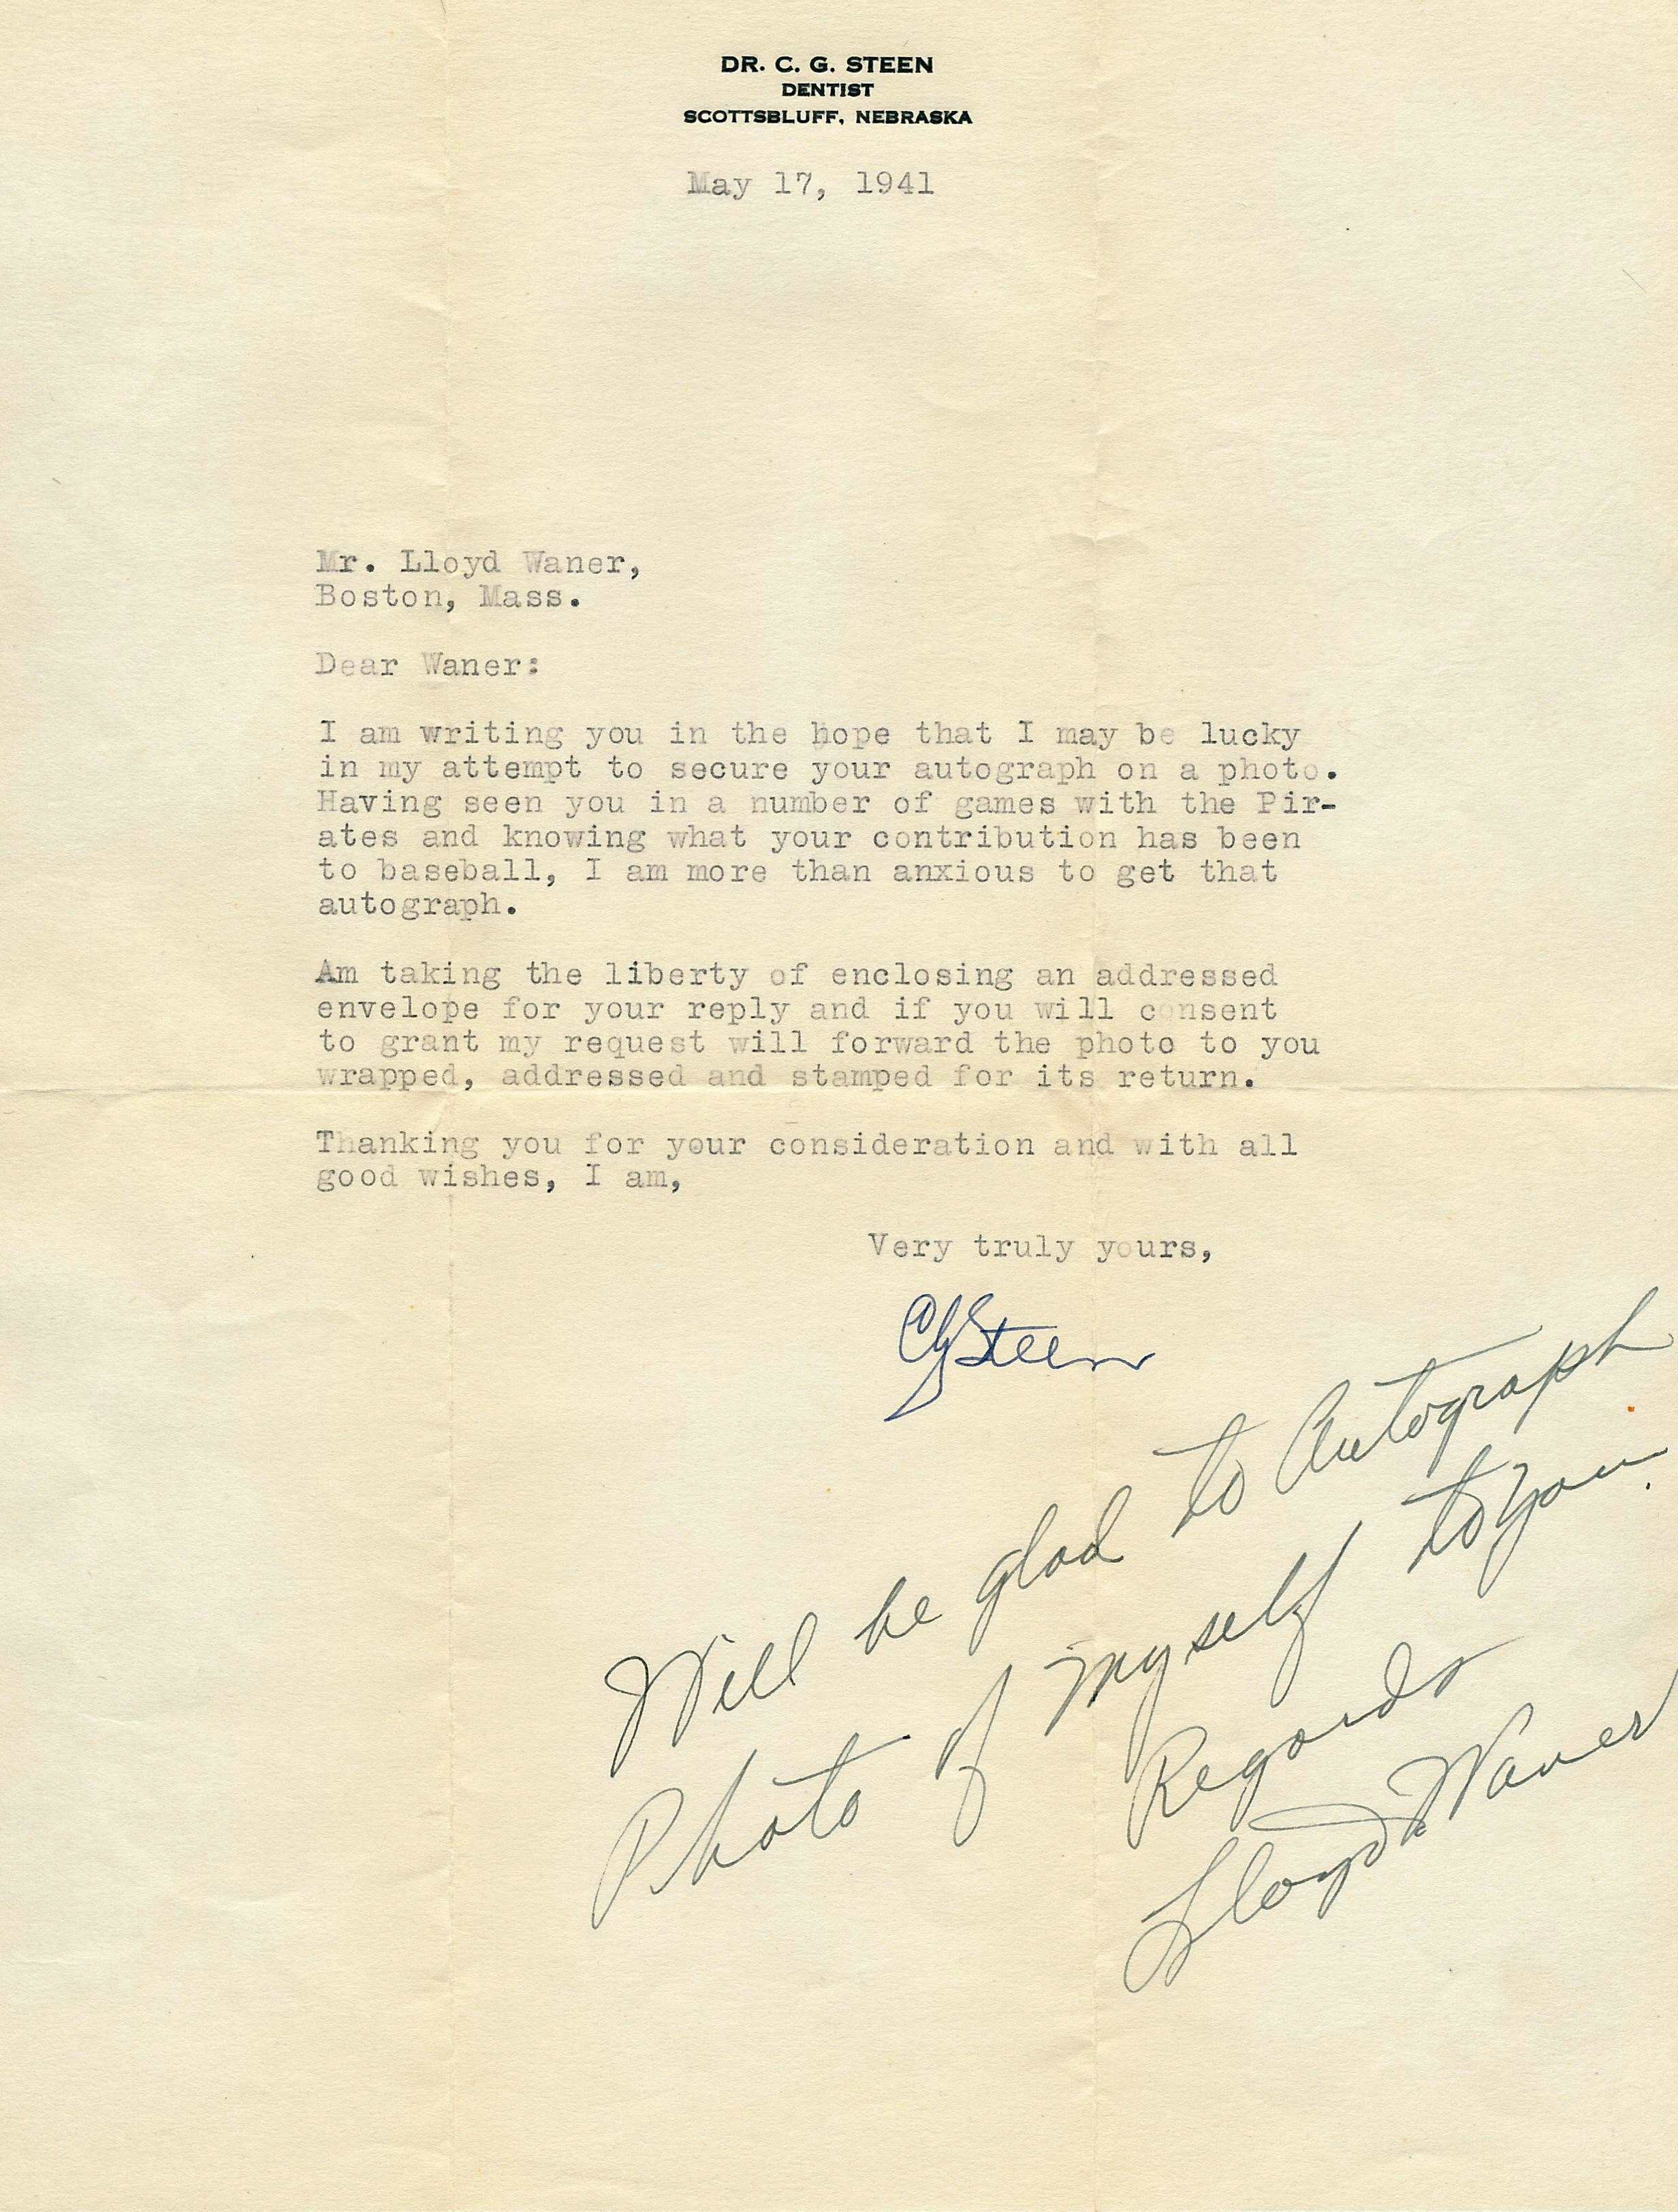 DR. C. G. STEEN
DENTIST
SCOTTSBLUFF, NEBRASKA
May 17, 1941
Mr. Lloyd Waner,
Boston, Mass.
Dear Waner:
I am writing you in the hope that I may be lucky
in my attempt to secure your autograph on a photo.
Having seen you in a number of games with the Pir-
ates and knowing what your contribution has been
to baseball, I am more than anxious to get that
autograph.
Am taking the liberty of enclosing an addressed
envelope for your reply and if you will consent
to grant my request will forward the photo to you
wrapped, addressed and stamped for its return.
Thanking you for your consideration and with all
good wishes, I am,
Very truly yours,
CGSteen
Will be glad to Autograph
Photo of myself to you.
Regards
Lloyd Waner